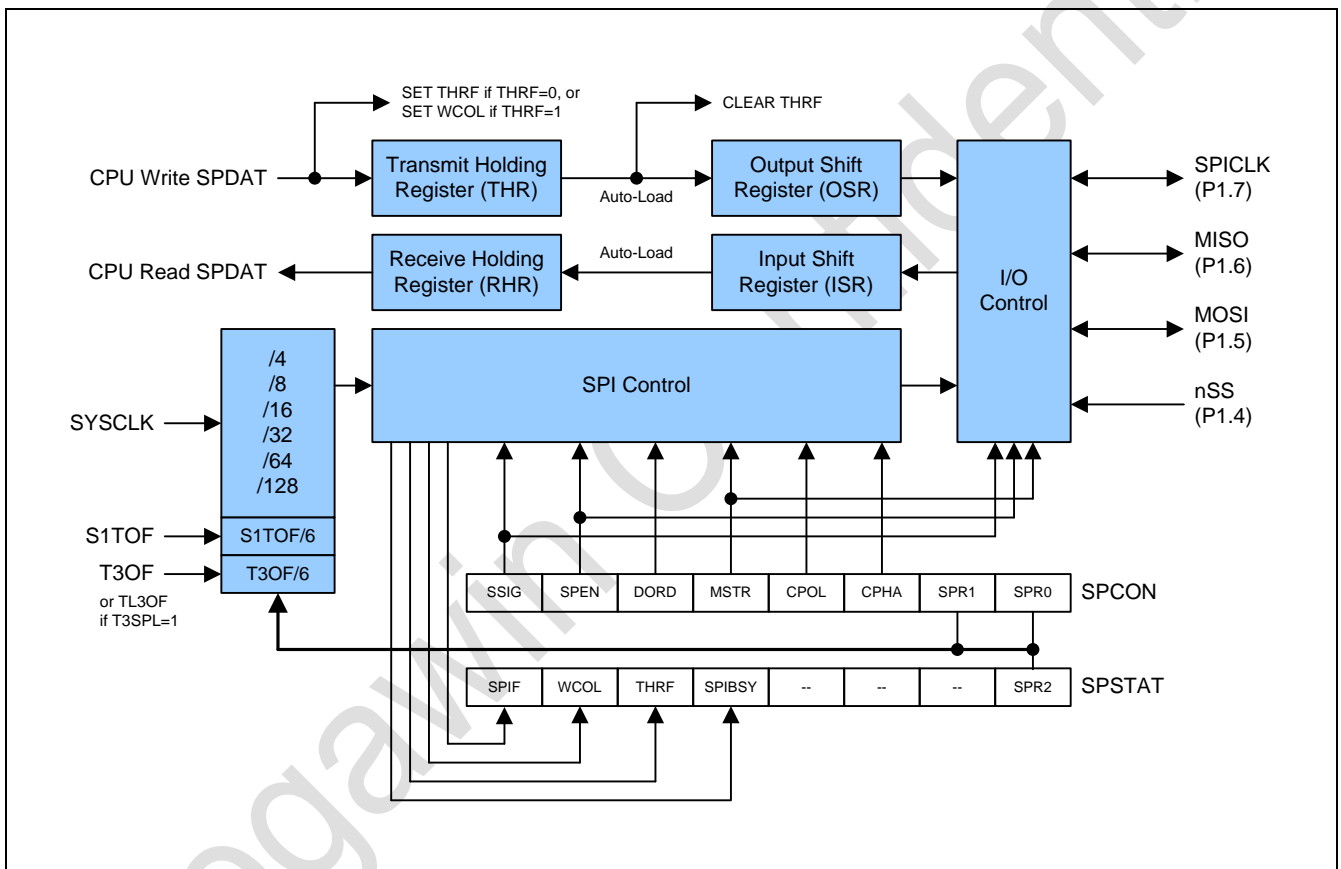 SET THRF if THRF=0, or
SET WCOL if THRF=1
CLEAR THRF
CPU Write SPDAT
Transmit Holding
Register (THR)
Auto-Load
Output Shift
Register (OSR)
SPICLK
(P1.7)
CPU Read SPDAT
Receive Holding
Register (RHR)
Auto-Load
Input Shift
Register (ISR)
I/O
Control
MISO
(P1.6)
MOSI
(P1.5)
nSS
(P1.4)
SYSCLK
/4
/8
/16
/32
/64
/128
SPI Control
S1TOF
S1TOF/6
T3OF
T3OF/6
or TL3OF
if T3SPL=1
SSIG SPEN DORD MSTR CPOL CPHA SPR1 SPR0 SPCON
SPIF WCOL THRF SPIBSY -- -- -- SPR2 SPSTAT